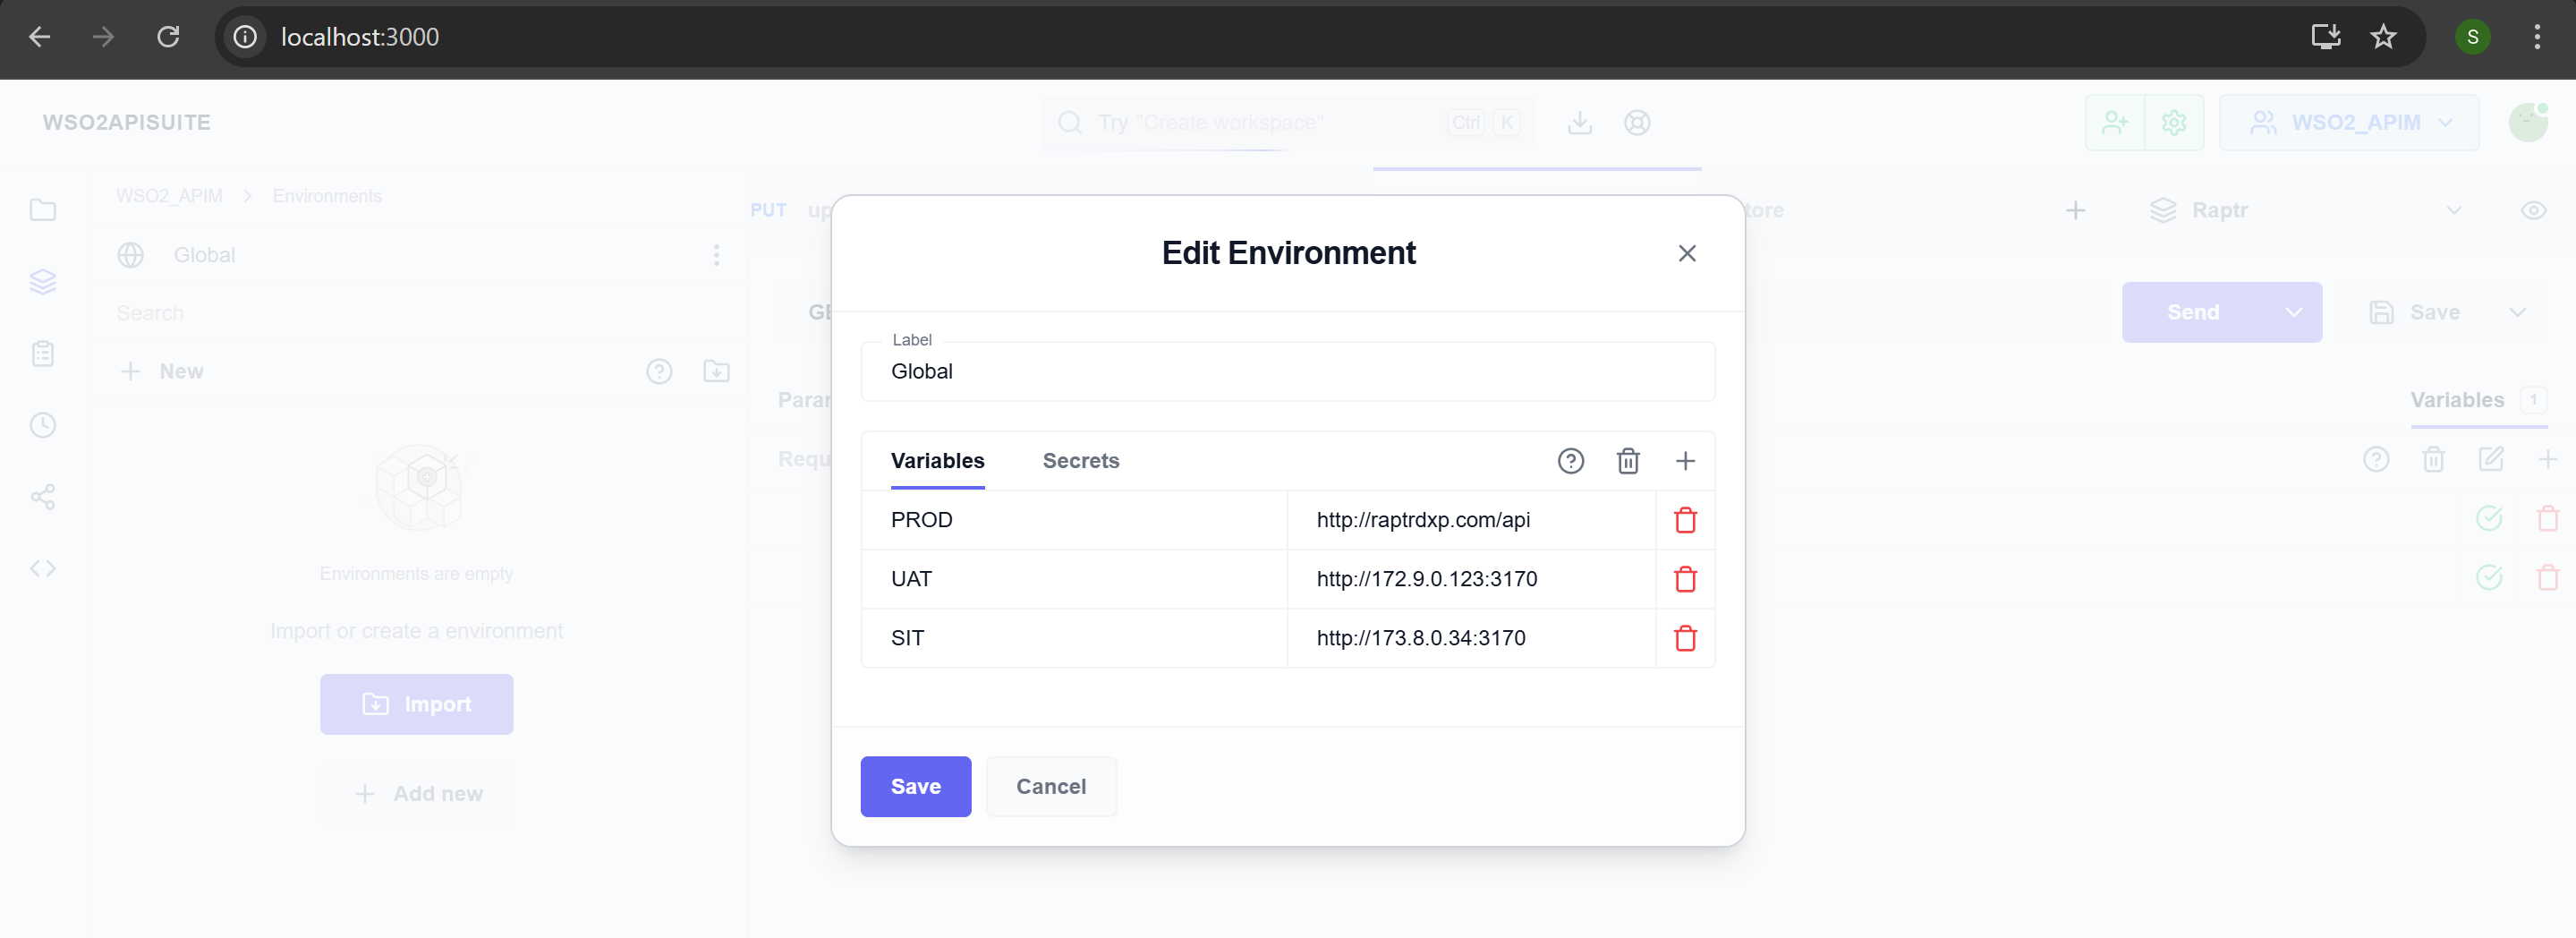 localhost:3000
S
WSO2APISUITE
Try "Create workspace"
Ctrl K
WSO2_APIM
WSO2_APIM > Environments
PUT up
tore
Raptr
Global
Search
GE
Send
Save
New
Paran
Variables 1
Requ
Environments are empty
Import or create a environment
Import
Add new
Edit Environment
Label
Global
Variables Secrets
PROD http://raptrdxp.com/api
UAT http://172.9.0.123:3170
SIT http://173.8.0.34:3170
Save Cancel